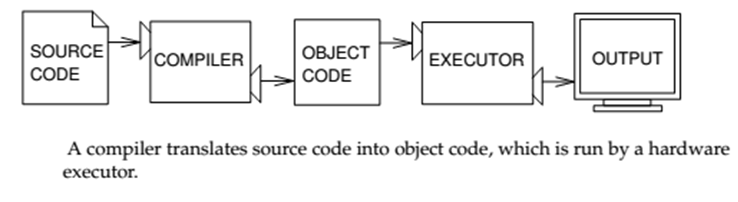 SOURCE
CODE
COMPILER
OBJECT
CODE
EXECUTOR
OUTPUT
A compiler translates source code into object code, which is run by a hardware
executor.